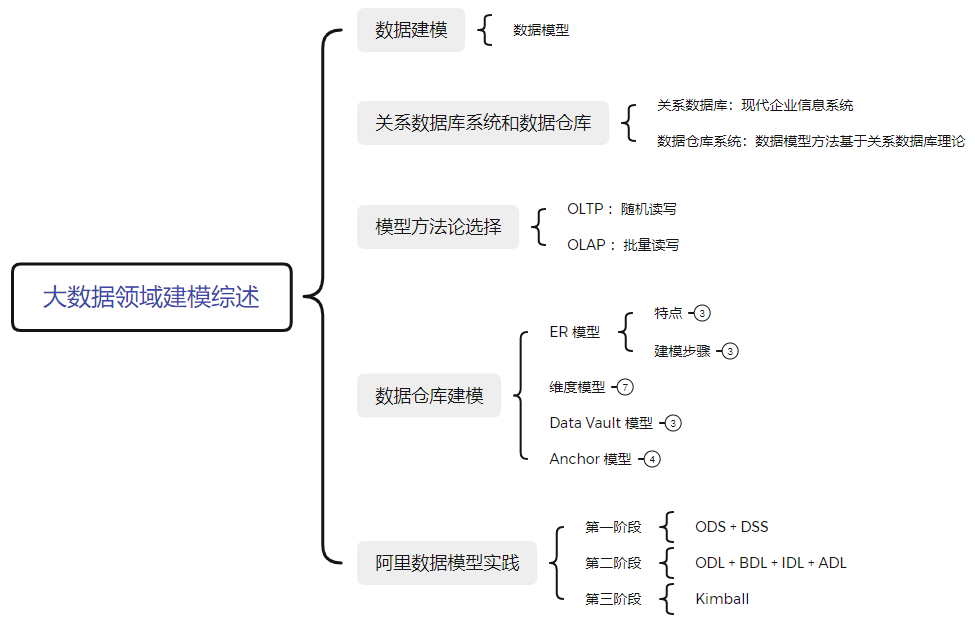 大数据领域建模综述
数据建模
数据模型
关系数据库系统和数据仓库
关系数据库：现代企业信息系统
数据仓库系统：数据模型方法基于关系数据库理论
模型方法论选择
OLTP ：随机读写
OLAP ：批量读写
数据仓库建模
ER 模型
特点 3
建模步骤 3
维度模型 7
Data Vault 模型 3
Anchor 模型 4
阿里数据模型实践
第一阶段
ODS + DSS
第二阶段
ODL + BDL + IDL + ADL
第三阶段
Kimball